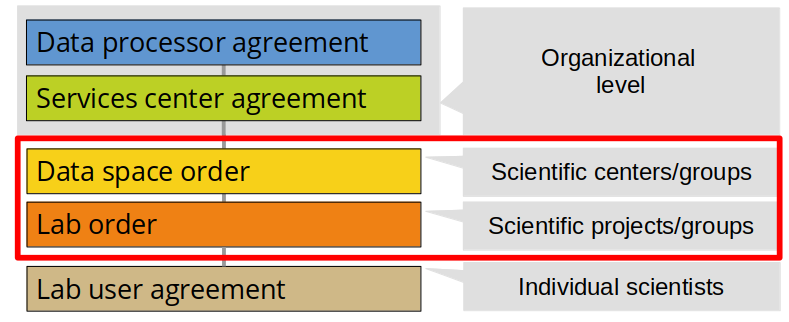 Data processor agreement
Services center agreement
Organizational
level
Data space order
Scientific centers/groups
Lab order
Scientific projects/groups
Lab user agreement
Individual scientists